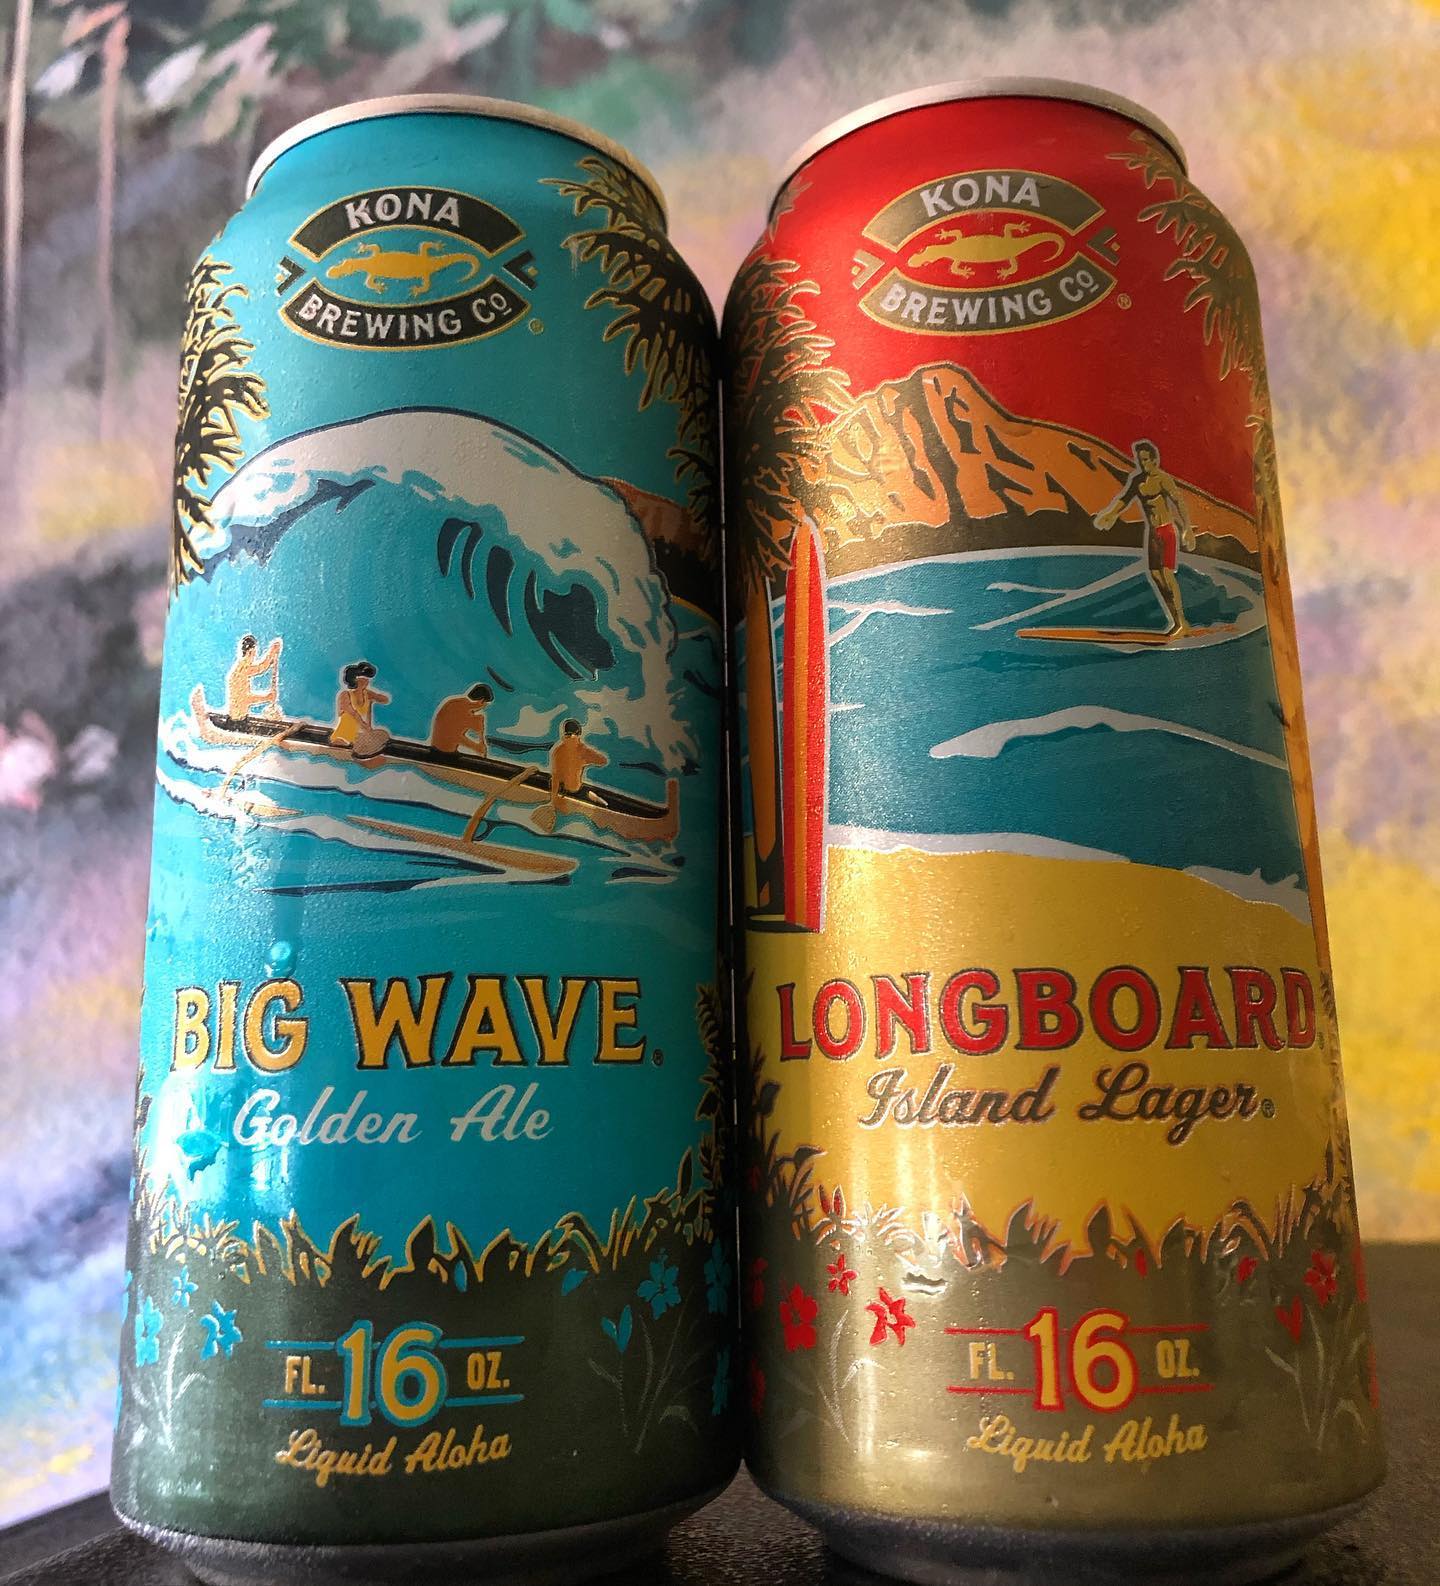 KONA
BREWING CO
®
BIG WAVE®
Golden Ale
FL. 16 OZ.
Liquid Aloha
KONA
BREWING CO
®
LONGBOARD
Island Lager®
FL. 16 OZ.
Liquid Aloha